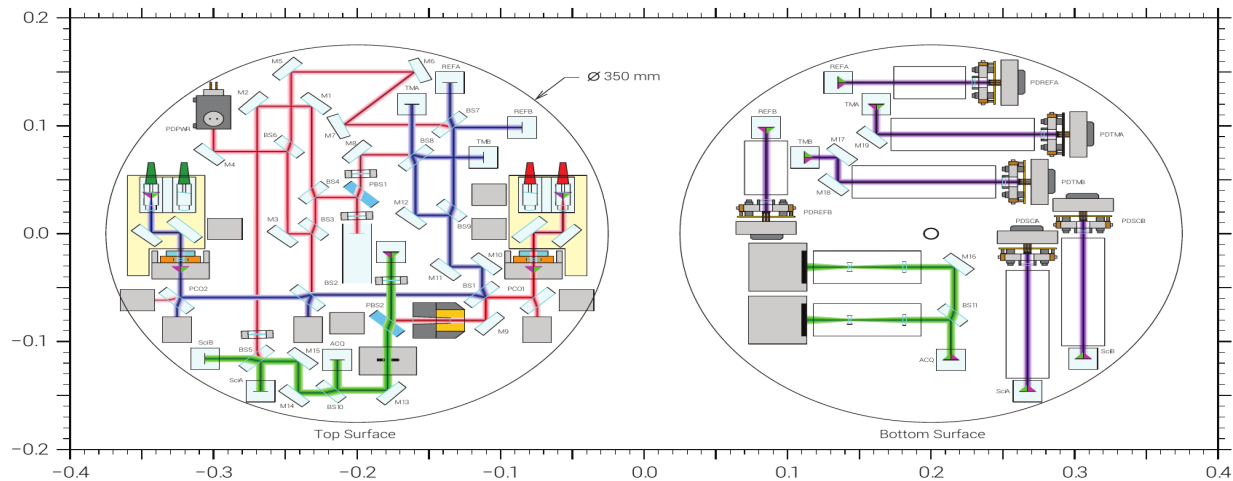 0.2
0.1
0.0
−0.1
−0.2
−0.4
−0.3
−0.2
−0.1
0.0
0.1
0.2
0.3
0.4
Ø 350 mm
M5
M6
REFA
M2
M1
TMA
REFB
BS7
PDPWR
M7
BS6
M8
BS8
TMB
M4
BS4
PBS1
M12
M3
BS3
BS9
M10
BS2
M11
PCO2
BS1
PCO1
PBS2
M9
SciB
BS5
M15
ACQ
SciA
M14
BS10
M13
Top Surface
REFA
PDREFA
TMA
REFB
M17
M19
PDTMA
TMB
M18
PDTMB
PDREFB
PDSCIA
PDSCIB
M16
BS11
ACQ
SciB
SciA
Bottom Surface